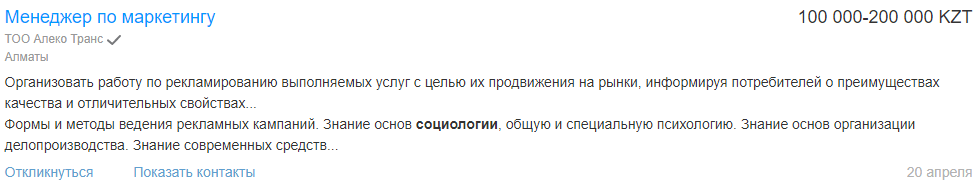 Менеджер по маркетингу 100 000-200 000 KZT
ТОО Алеко Транс
Алматы
Организовать работу по рекламированию выполняемых услуг с целью их продвижения на рынки, информируя потребителей о преимуществах
качества и отличительных свойствах...
Формы и методы ведения рекламных кампаний. Знание основ социологии, общую и специальную психологию. Знание основ организации
делопроизводства. Знание современных средств...
Откликнуться Показать контакты 20 апреля